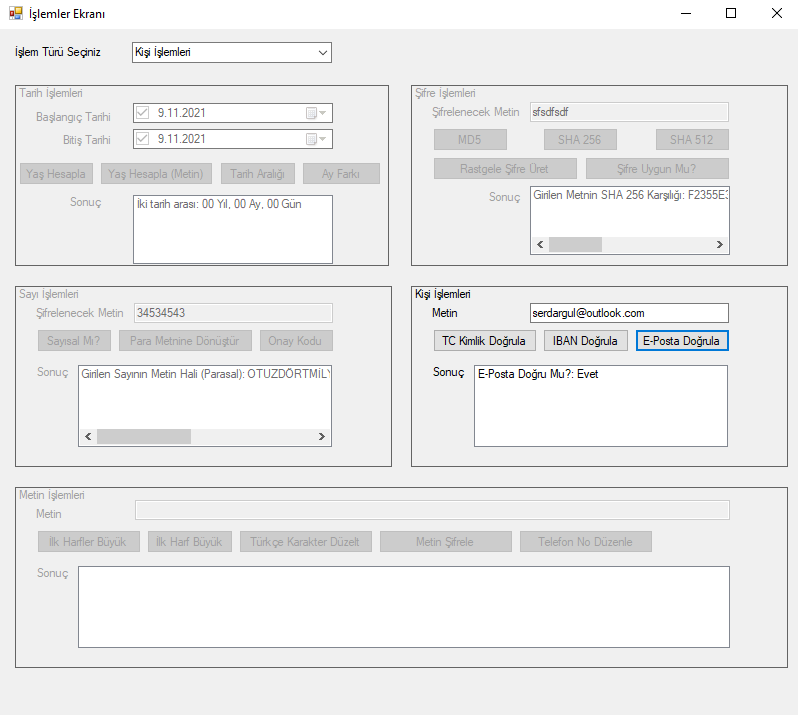 İşlemler Ekranı
İşlem Türü Seçiniz Kişi İşlemleri
Tarih İşlemleri
Başlangıç Tarihi 9.11.2021
Bitiş Tarihi 9.11.2021
Yaş Hesapla Yaş Hesapla (Metin) Tarih Aralığı Ay Farkı
Sonuç İki tarih arası: 00 Yıl, 00 Ay, 00 Gün
Şifre İşlemleri
Şifrelenecek Metin sfsdfsdf
MD5 SHA 256 SHA 512
Rastgele Şifre Üret Şifre Uygun Mu?
Sonuç Girilen Metnin SHA 256 Karşılığı: F2355E3
Sayı İşlemleri
Şifrelenecek Metin 34534543
Sayısal Mı? Para Metnine Dönüştür Onay Kodu
Sonuç Girilen Sayının Metin Hali (Parasal): OTUZDÖRTMİLY
Kişi İşlemleri
Metin serdargul@outlook.com
TC Kimlik Doğrula IBAN Doğrula E-Posta Doğrula
Sonuç E-Posta Doğru Mu?: Evet
Metin İşlemleri
Metin
İlk Harfler Büyük İlk Harf Büyük Türkçe Karakter Düzelt Metin Şifrele Telefon No Düzenle
Sonuç